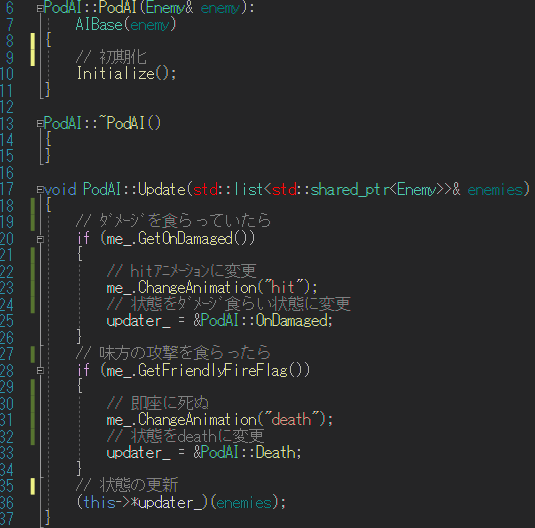 6 PodAI::PodAI(Enemy& enemy):
7 AIBase(enemy)
8 {
9 // 初期化
10 Initialize();
11 }
12
13 PodAI::~PodAI()
14 {
15 }
16
17 void PodAI::Update(std::list<std::shared_ptr<Enemy>>& enemies)
18 {
19 // ﾀﾞﾒｰｼﾞを食らっていたら
20 if (me_.GetOnDamaged())
21 {
22 // hitｱﾆﾒｰｼｮﾝに変更
23 me_.ChangeAnimation("hit");
24 // 状態をﾀﾞﾒｰｼﾞ食らい状態に変更
25 updater_ = &PodAI::OnDamaged;
26 }
27 // 味方の攻撃を食らったら
28 if (me_.GetFriendlyFireFlag())
29 {
30 // 即座に死ぬ
31 me_.ChangeAnimation("death");
32 // 状態をdeathに変更
33 updater_ = &PodAI::Death;
34 }
35 // 状態の更新
36 (this->*updater_)(enemies);
37 }